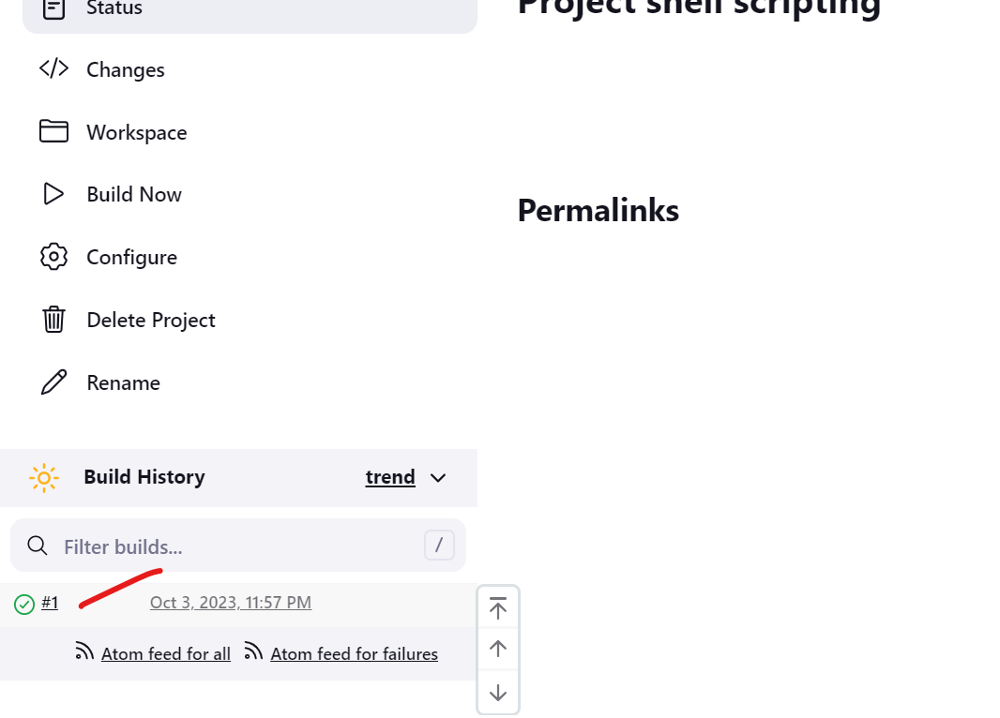 Status
Project shell scripting
Changes
Workspace
Build Now
Permalinks
Configure
Delete Project
Rename
Build History trend
Filter builds... /
#1 Oct 3, 2023, 11:57 PM
Atom feed for all Atom feed for failures